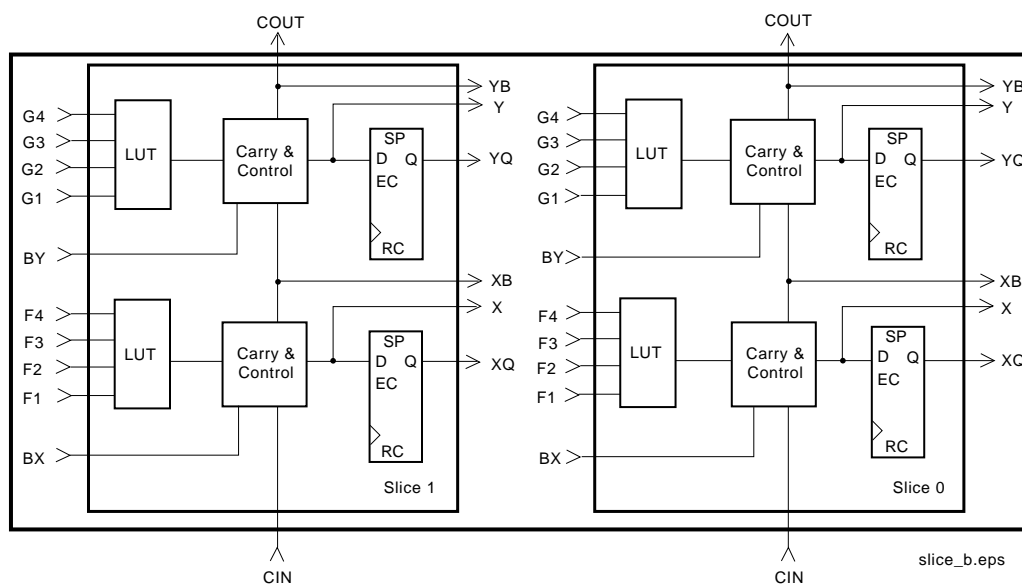 COUT
YB
Y
G4
G3
G2
G1
LUT
Carry &
Control
SP
D Q
EC
RC
YQ
BY
XB
X
F4
F3
F2
F1
LUT
Carry &
Control
SP
D Q
EC
RC
XQ
BX
Slice 1
CIN
COUT
YB
Y
G4
G3
G2
G1
LUT
Carry &
Control
SP
D Q
EC
RC
YQ
BY
XB
X
F4
F3
F2
F1
LUT
Carry &
Control
SP
D Q
EC
RC
XQ
BX
Slice 0
CIN
slice_b.eps